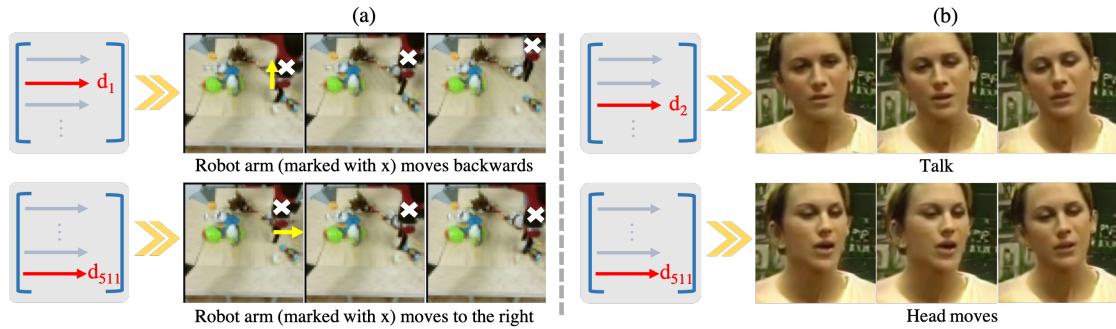 (a)
(b)
d1
Robot arm (marked with x) moves backwards
d2
Talk
d511
Robot arm (marked with x) moves to the right
d511
Head moves